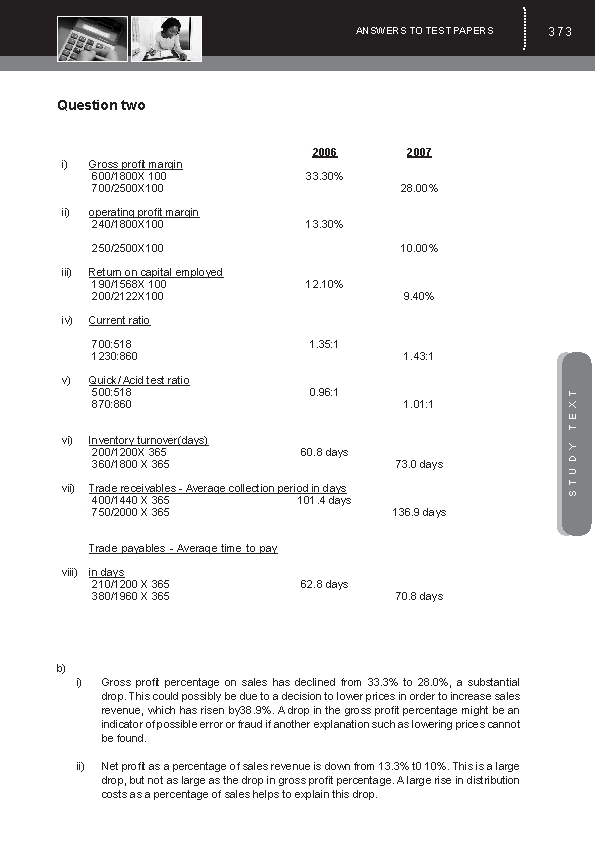 ANSWERS TO TEST PAPERS 373
Question two
2006 2007
i) Gross profit margin
600/1800X 100 33.30%
700/2500X100 28.00%
ii) operating profit margin
240/1800X100 13.30%
250/2500X100 10.00%
iii) Return on capital employed
190/1568X 100 12.10%
200/2122X100 9.40%
iv) Current ratio
700:518 1.35:1
1230:860 1.43:1
v) Quick/Acid test ratio
500:518 0.96:1
870:860 1.01:1
vi) Inventory turnover(days)
200/1200X 365 60.8 days
360/1800 X 365 73.0 days
vii) Trade receivables - Average collection period in days
400/1440 X 365 101.4 days
750/2000 X 365 136.9 days
Trade payables - Average time to pay
viii) in days
210/1200 X 365 62.8 days
380/1960 X 365 70.8 days
b)
i) Gross profit percentage on sales has declined from 33.3% to 28.0%, a substantial
drop. This could possibly be due to a decision to lower prices in order to increase sales
revenue, which has risen by38.9%. A drop in the gross profit percentage might be an
indicator of possible error or fraud if another explanation such as lowering prices cannot
be found.
ii) Net profit as a percentage of sales revenue is down from 13.3% t0 10%. This is a large
drop, but not as large as the drop in gross profit percentage. A large rise in distribution
costs as a percentage of sales helps to explain this drop.
STUDY TEXT